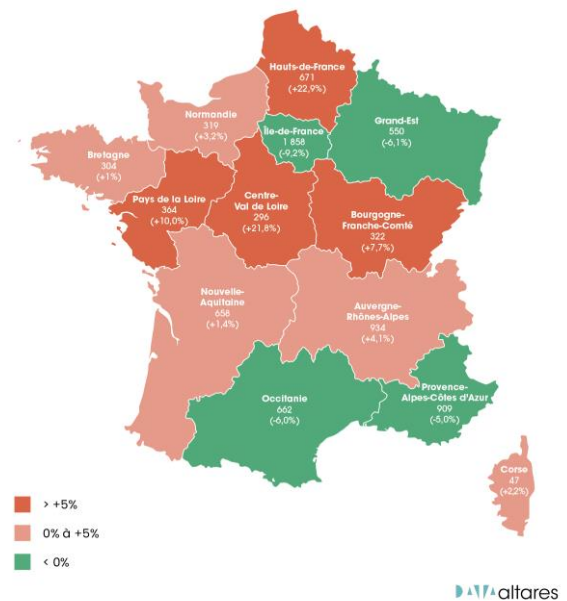 Hauts-de-France
671
(+22,9%)
Normandie
319
(+3,2%)
Île-de-France
1 858
(-9,2%)
Grand-Est
550
(-6,1%)
Bretagne
304
(+1%)
Pays de la Loire
364
(+10,0%)
Centre-
Val de Loire
296
(+21,8%)
Bourgogne-
Franche-Comté
322
(+7,7%)
Nouvelle-
Aquitaine
658
(+1,4%)
Auvergne-
Rhônes-Alpes
934
(+4,1%)
Occitanie
662
(-6,0%)
Provence-
Alpes-Côtes d'Azur
909
(-5,0%)
Corse
47
(+2,2%)
> +5%
0% à +5%
< 0%
DATA altares